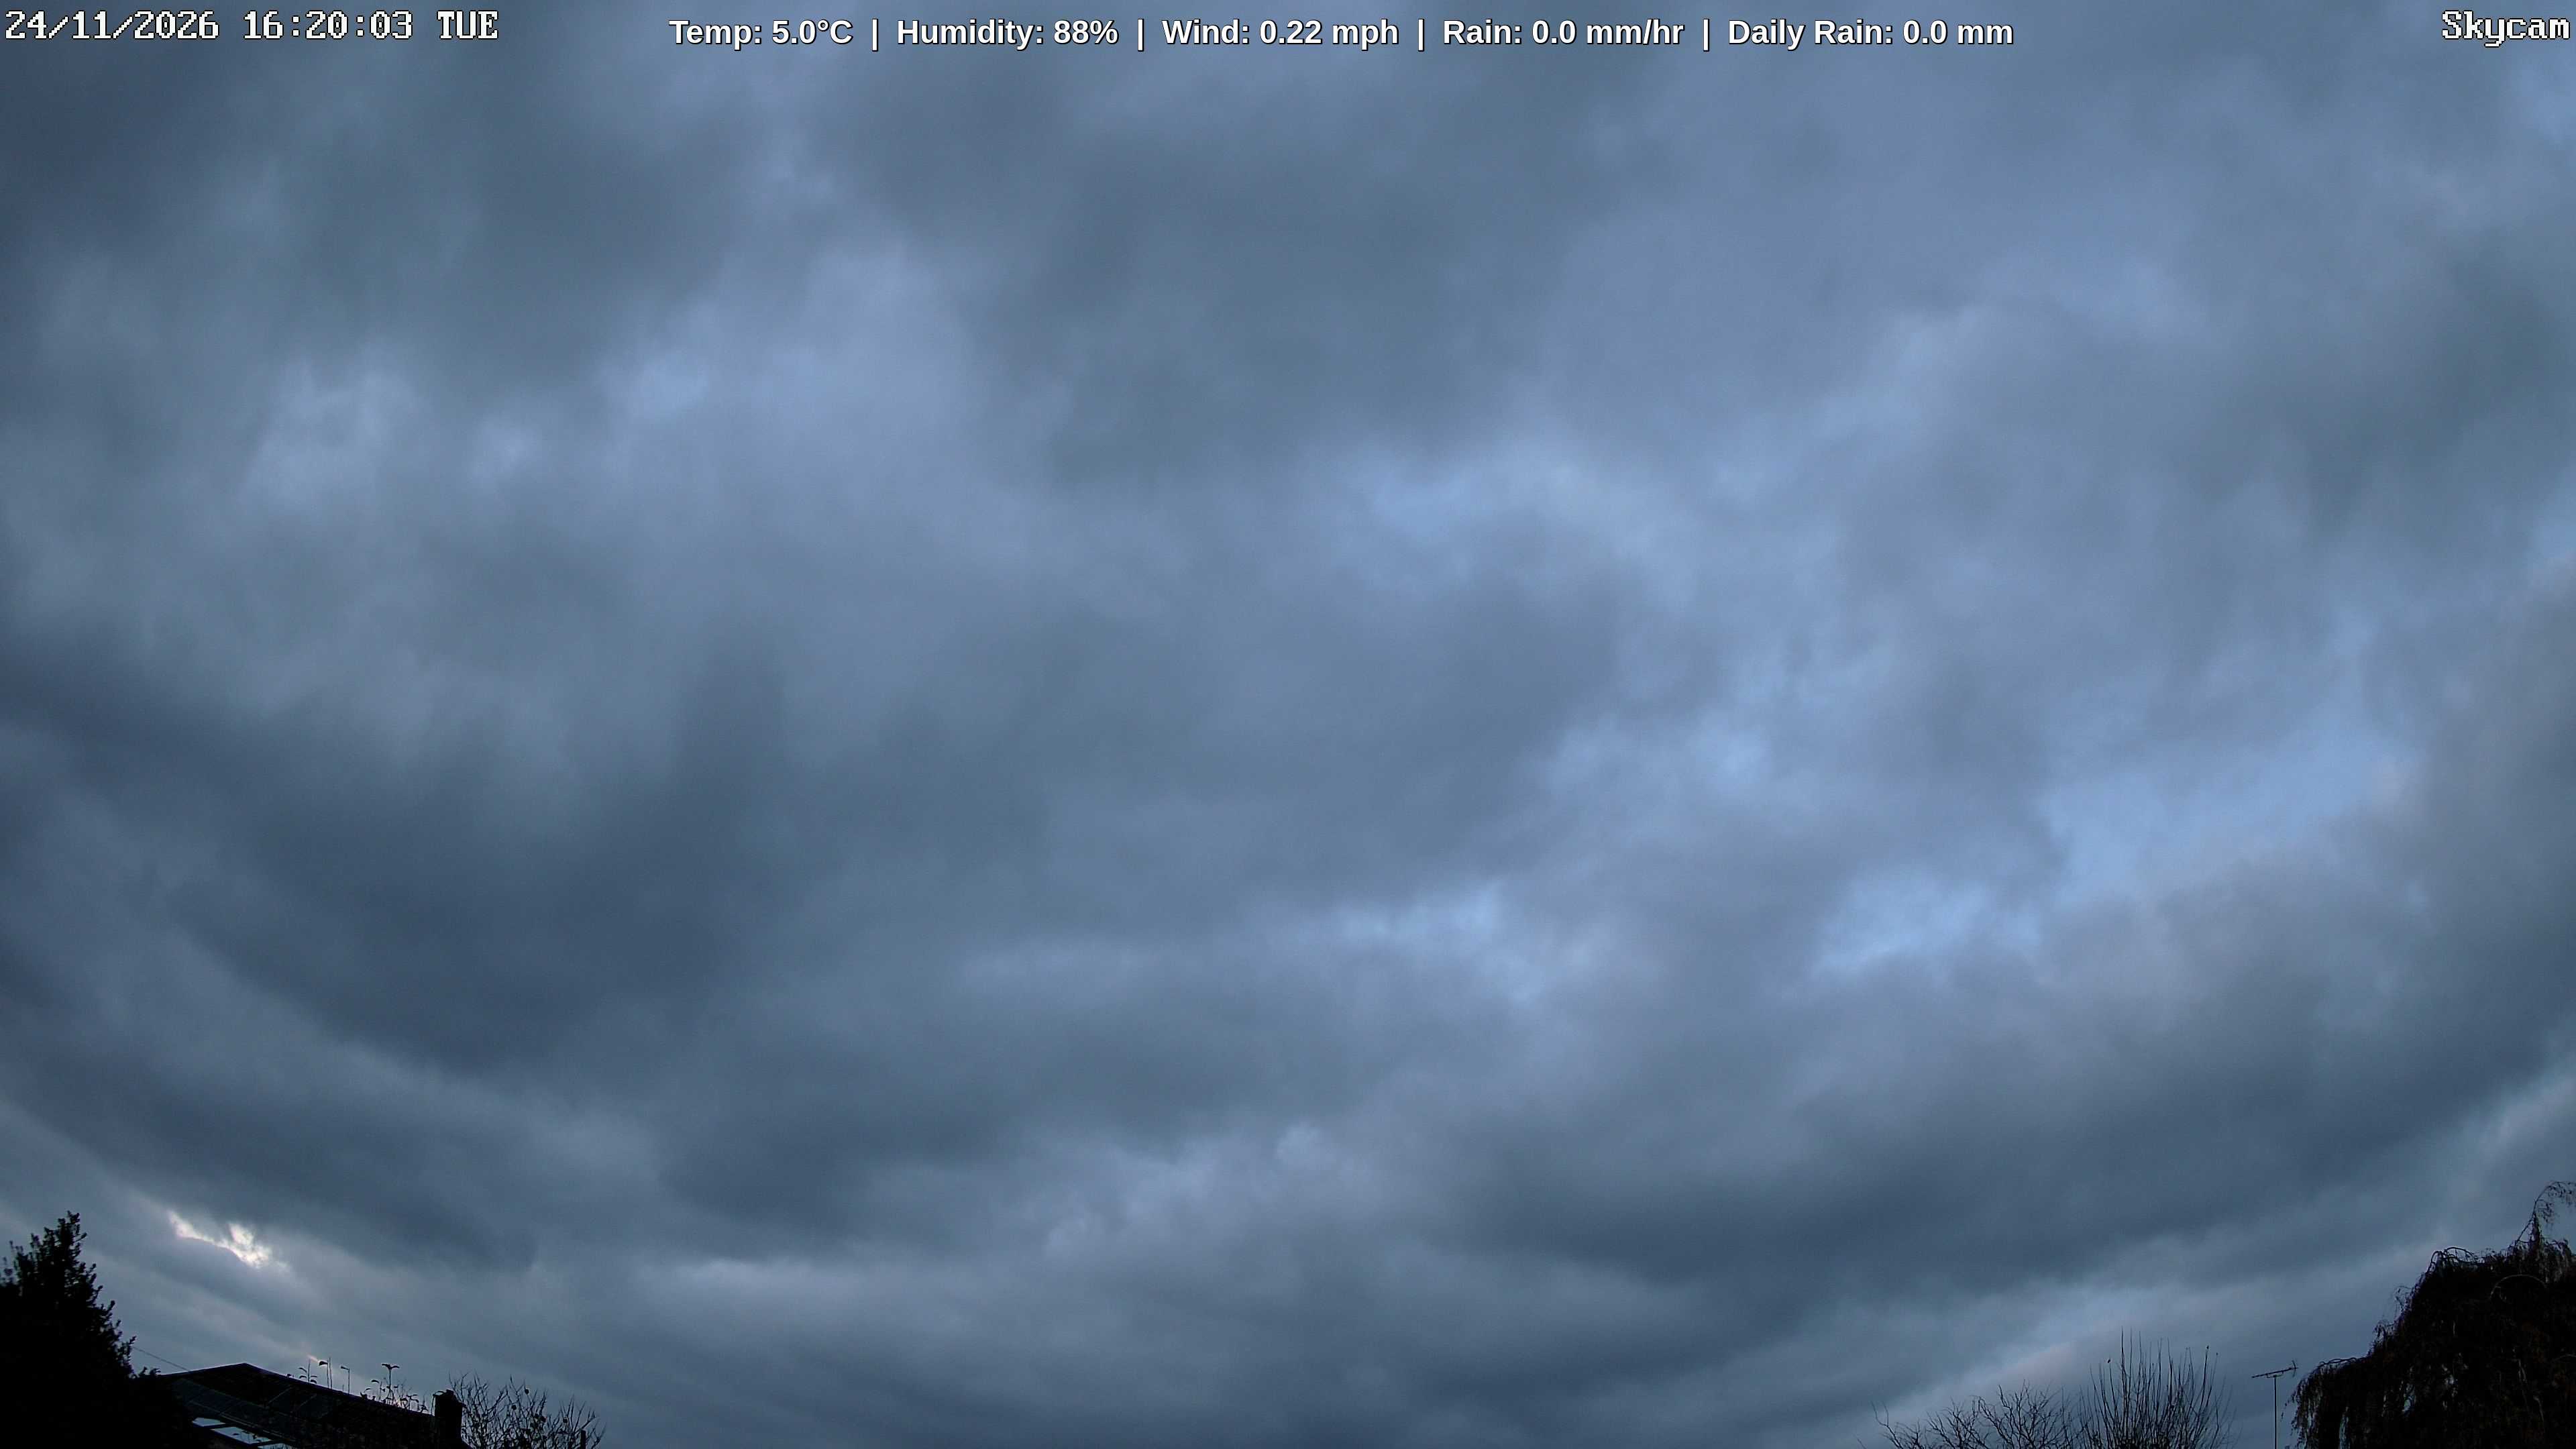 24/11/2026 16:20:03 TUE
Temp: 5.0°C | Humidity: 88% | Wind: 0.22 mph | Rain: 0.0 mm/hr | Daily Rain: 0.0 mm
Skycam